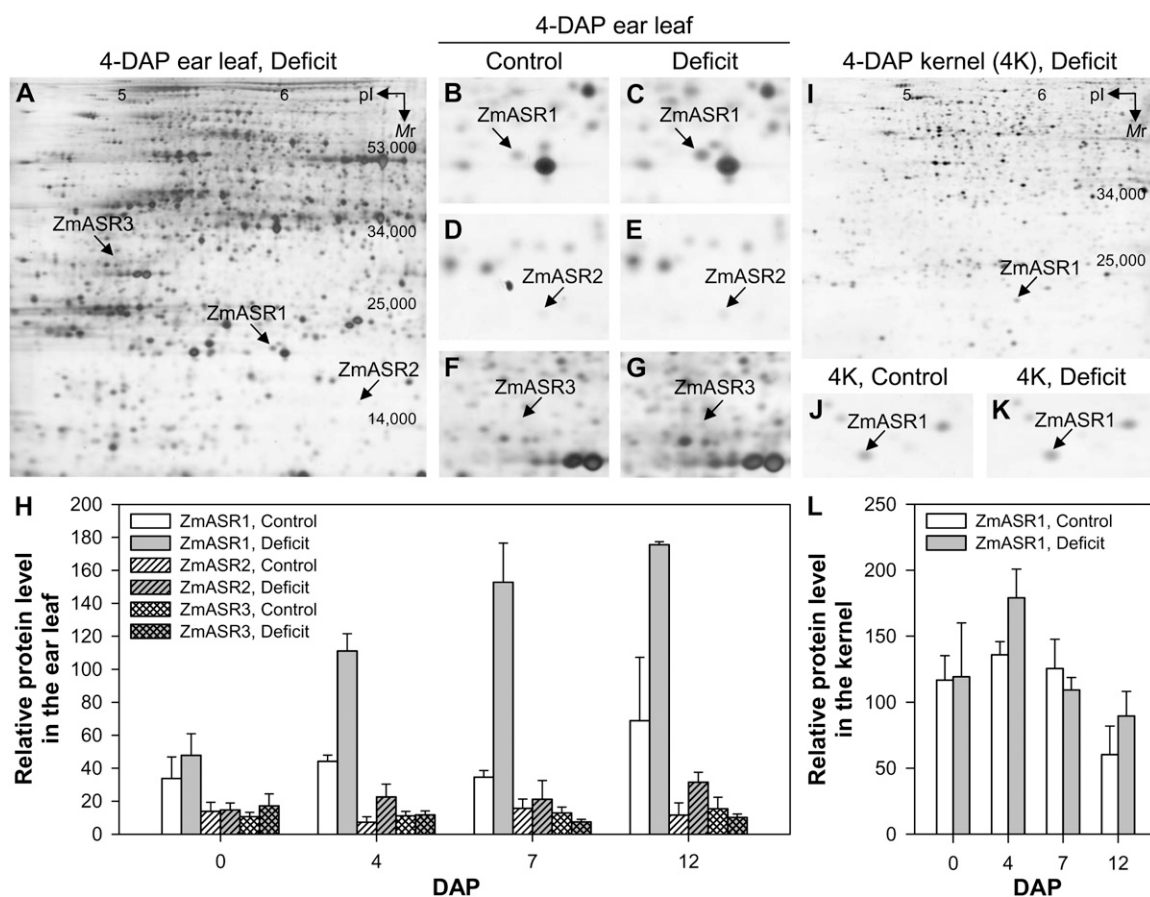 4-DAP ear leaf
4-DAP ear leaf, Deficit
Control
Deficit
4-DAP kernel (4K), Deficit
A
5
6
pI
Mr
53,000
34,000
25,000
14,000
ZmASR3
ZmASR1
ZmASR2
B
ZmASR1
C
ZmASR1
D
ZmASR2
E
ZmASR2
F
ZmASR3
G
ZmASR3
I
5
6
pI
Mr
34,000
25,000
ZmASR1
4K, Control
4K, Deficit
J
ZmASR1
K
ZmASR1
H
Relative protein level
in the ear leaf
200
180
160
140
120
100
80
60
40
20
0
ZmASR1, Control
ZmASR1, Deficit
ZmASR2, Control
ZmASR2, Deficit
ZmASR3, Control
ZmASR3, Deficit
0
4
7
12
DAP
L
Relative protein level
in the kernel
250
200
150
100
50
0
ZmASR1, Control
ZmASR1, Deficit
0
4
7
12
DAP